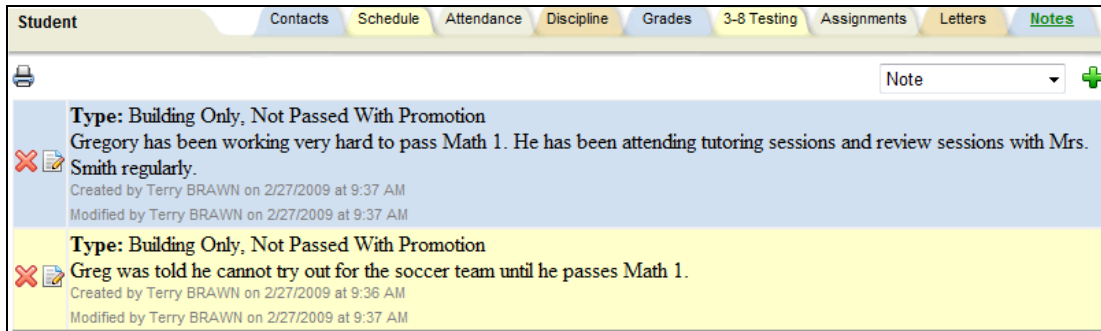 Student Contacts Schedule Attendance Discipline Grades 3-8 Testing Assignments Letters Notes
Note
Type: Building Only, Not Passed With Promotion
Gregory has been working very hard to pass Math 1. He has been attending tutoring sessions and review sessions with Mrs.
Smith regularly.
Created by Terry BRAWN on 2/27/2009 at 9:37 AM
Modified by Terry BRAWN on 2/27/2009 at 9:37 AM
Type: Building Only, Not Passed With Promotion
Greg was told he cannot try out for the soccer team until he passes Math 1.
Created by Terry BRAWN on 2/27/2009 at 9:36 AM
Modified by Terry BRAWN on 2/27/2009 at 9:37 AM